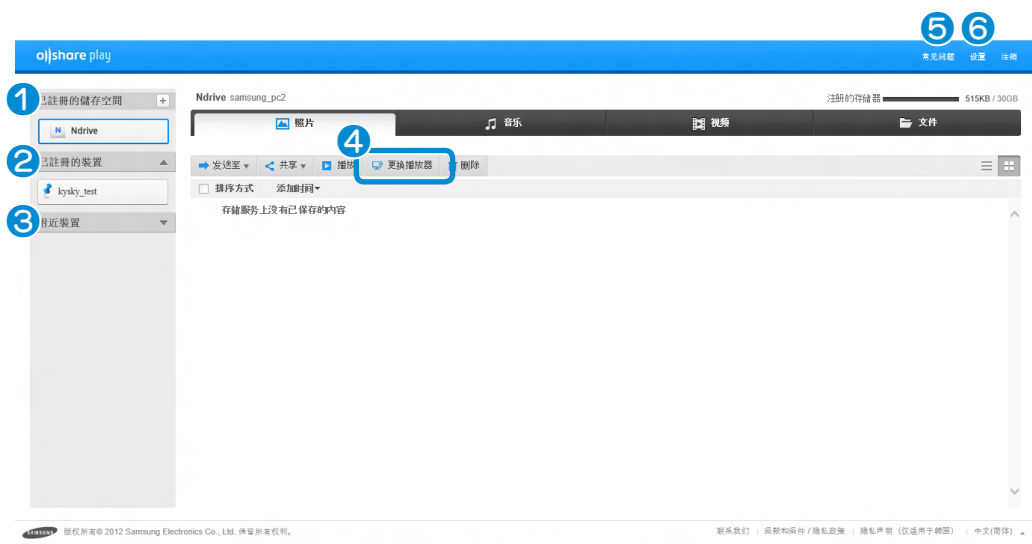 5 6
allshare play
常见问题 设置 注销
1 已註冊的儲存空間 +
Ndrive samsung_pc2
注册的存储器 515KB / 30GB
N Ndrive
照片 音乐 视频 文件
2 已註冊的裝置
4
发送至 共享 播放 更换播放器 删除
kysky_test
排序方式 添加时间
3 附近裝置
存储服务上没有已保存的内容
SAMSUNG 版权所有© 2012 Samsung Electronics Co., Ltd. 保留所有权利。
联系我们 | 条款和条件 / 隐私政策 | 隐私声明（仅适用于韩国） | 中文(简体)